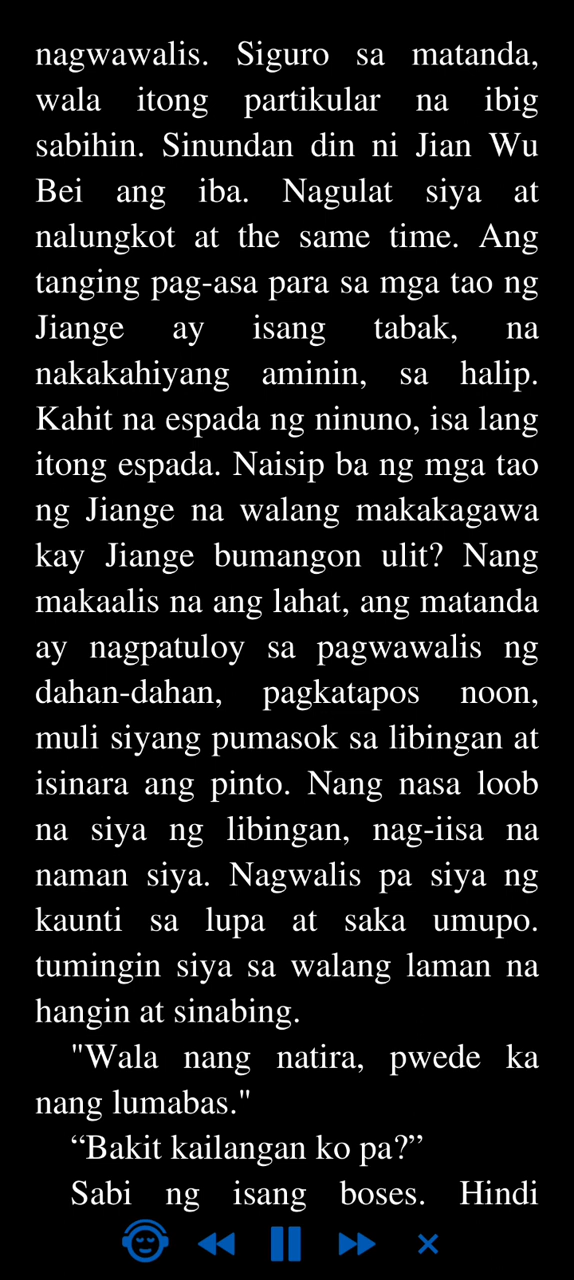 nagwawalis. Siguro sa matanda,
wala itong partikular na ibig
sabihin. Sinundan din ni Jian Wu
Bei ang iba. Nagulat siya at
nalungkot at the same time. Ang
tanging pag-asa para sa mga tao ng
Jiange ay isang tabak, na
nakakahiyang aminin, sa halip.
Kahit na espada ng ninuno, isa lang
itong espada. Naisip ba ng mga tao
ng Jiange na walang makakagawa
kay Jiange bumangon ulit? Nang
makaalis na ang lahat, ang matanda
ay nagpatuloy sa pagwawalis ng
dahan-dahan, pagkatapos noon,
muli siyang pumasok sa libingan at
isinara ang pinto. Nang nasa loob
na siya ng libingan, nag-iisa na
naman siya. Nagwalis pa siya ng
kaunti sa lupa at saka umupo.
tumingin siya sa walang laman na
hangin at sinabing.
"Wala nang natira, pwede ka
nang lumabas."
“Bakit kailangan ko pa?”
Sabi ng isang boses. Hindi